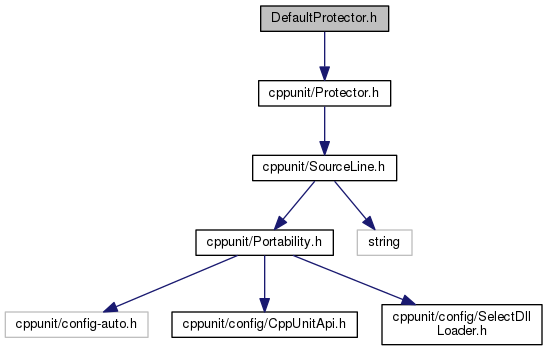 DefaultProtector.h
cppunit/Protector.h
cppunit/SourceLine.h
cppunit/Portability.h
string
cppunit/config-auto.h
cppunit/config/CppUnitApi.h
cppunit/config/SelectDll
Loader.h